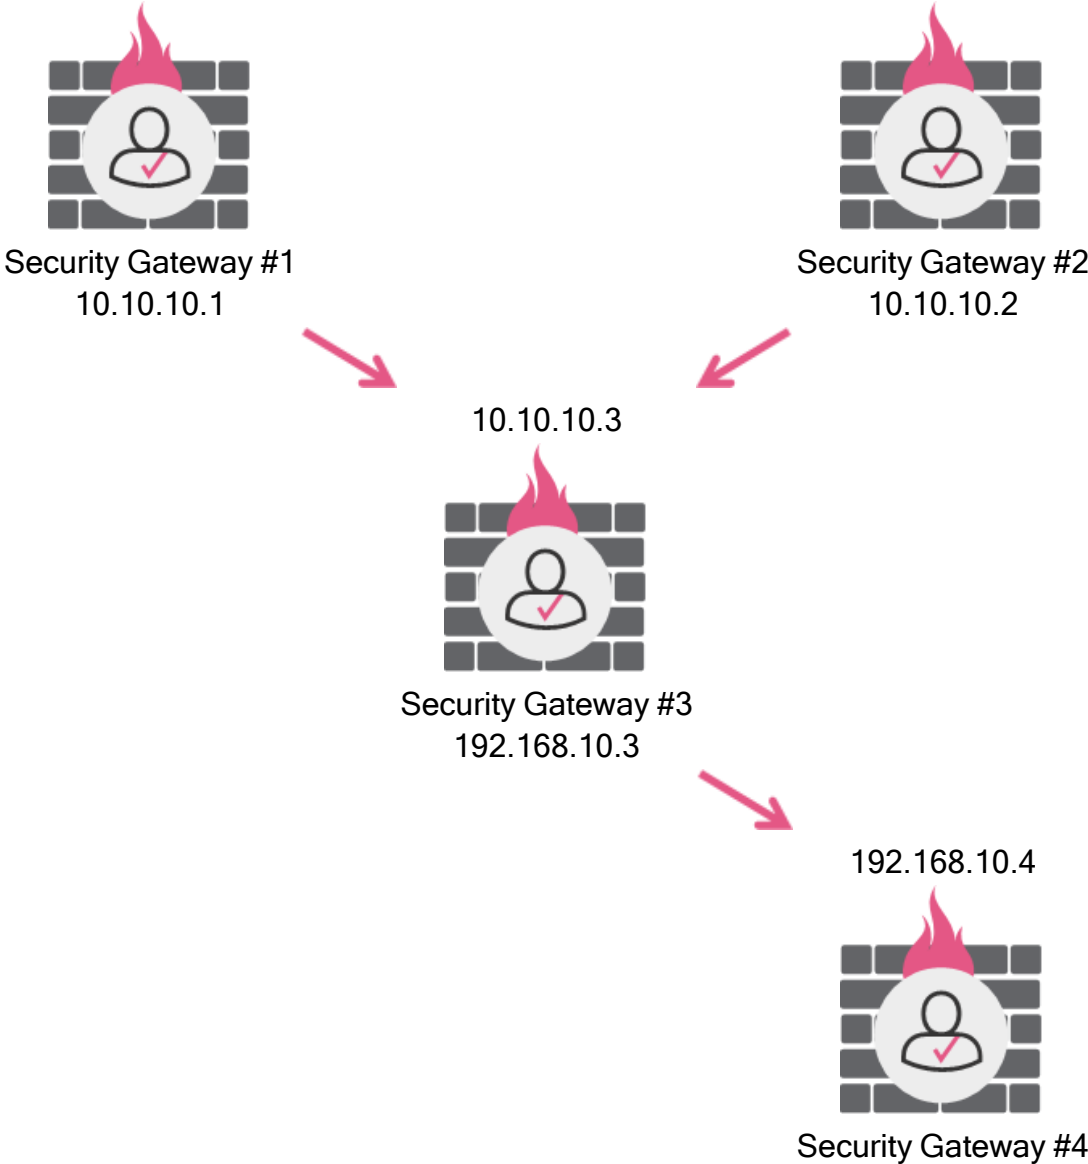 Security Gateway #1
10.10.10.1
Security Gateway #2
10.10.10.2
10.10.10.3
Security Gateway #3
192.168.10.3
192.168.10.4
Security Gateway #4